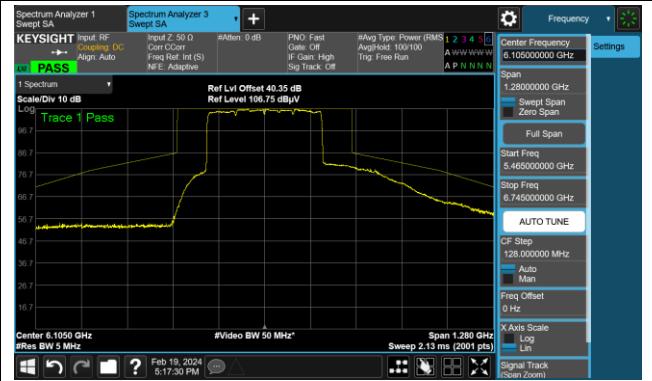 Spectrum Analyzer 1
Swept SA
Spectrum Analyzer 3
Swept SA
Frequency
KEYSIGHT
Input: RF
Coupling: DC
Align: Auto
Input Z: 50 Ω
Corr CCorr
Freq Ref: Int (S)
NFE: Adaptive
#Atten: 0 dB
PNO: Fast
Gate: Off
IF Gain: High
Sig Track: Off
#Avg Type: Power (RMS
Avg|Hold: 100/100
Trig: Free Run
1 2 3 4 5 6
A W W W W W
A P N N N N
PASS
Center Frequency
6.105000000 GHz
Settings
Span
1.28000000 GHz
Swept Span
Zero Span
Full Span
Start Freq
5.465000000 GHz
Stop Freq
6.745000000 GHz
AUTO TUNE
CF Step
128.000000 MHz
Auto
Man
Freq Offset
0 Hz
X Axis Scale
Log
Lin
Signal Track
(Span Zoom)
1 Spectrum
Scale/Div 10 dB
Log
Ref Lvl Offset 40.35 dB
Ref Level 106.75 dBµV
Trace 1 Pass
96.7
86.7
76.7
66.7
56.7
46.7
36.7
26.7
16.7
Center 6.1050 GHz
#Res BW 5 MHz
#Video BW 50 MHz*
Span 1.280 GHz
Sweep 2.13 ms (2001 pts)
?
Feb 19, 2024
5:17:30 PM